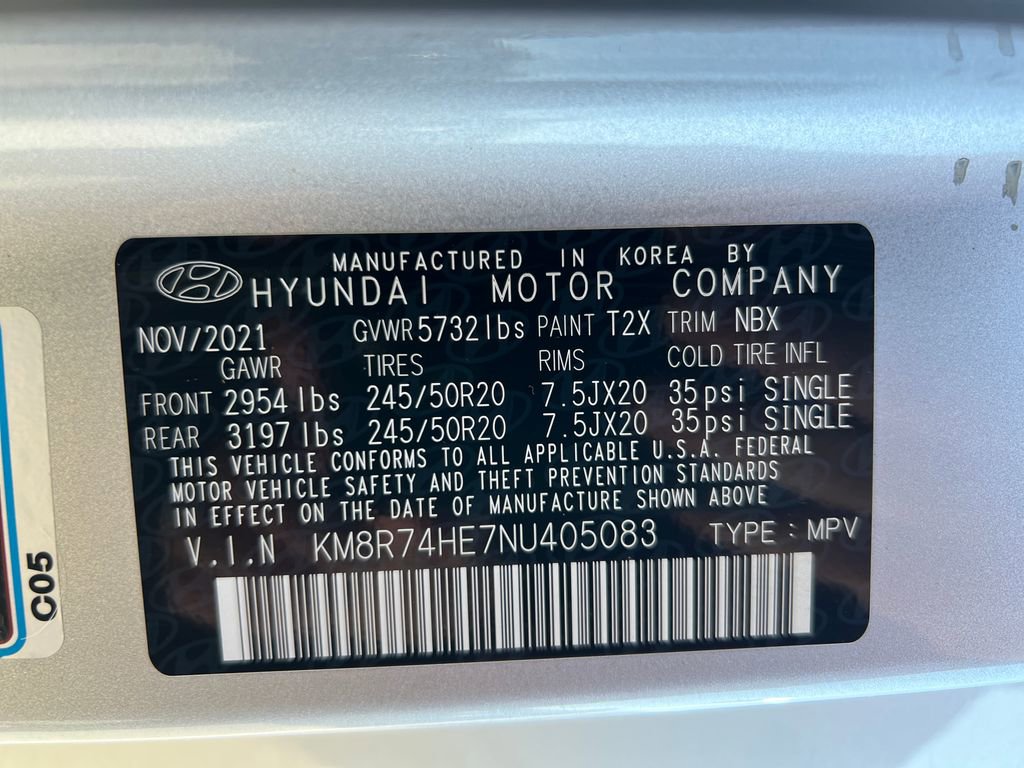 MANUFACTURED IN KOREA BY
HYUNDAI MOTOR COMPANY
NOV/2021 GVWR 5732 lbs PAINT T2X TRIM NBX
GAWR TIRES RIMS COLD TIRE INFL
FRONT 2954 lbs 245/50R20 7.5JX20 35psi SINGLE
REAR 3197 lbs 245/50R20 7.5JX20 35psi SINGLE
THIS VEHICLE CONFORMS TO ALL APPLICABLE U.S.A. FEDERAL
MOTOR VEHICLE SAFETY AND THEFT PREVENTION STANDARDS
IN EFFECT ON THE DATE OF MANUFACTURE SHOWN ABOVE
V.I.N KM8R74HE7NU405083 TYPE : MPV
C05